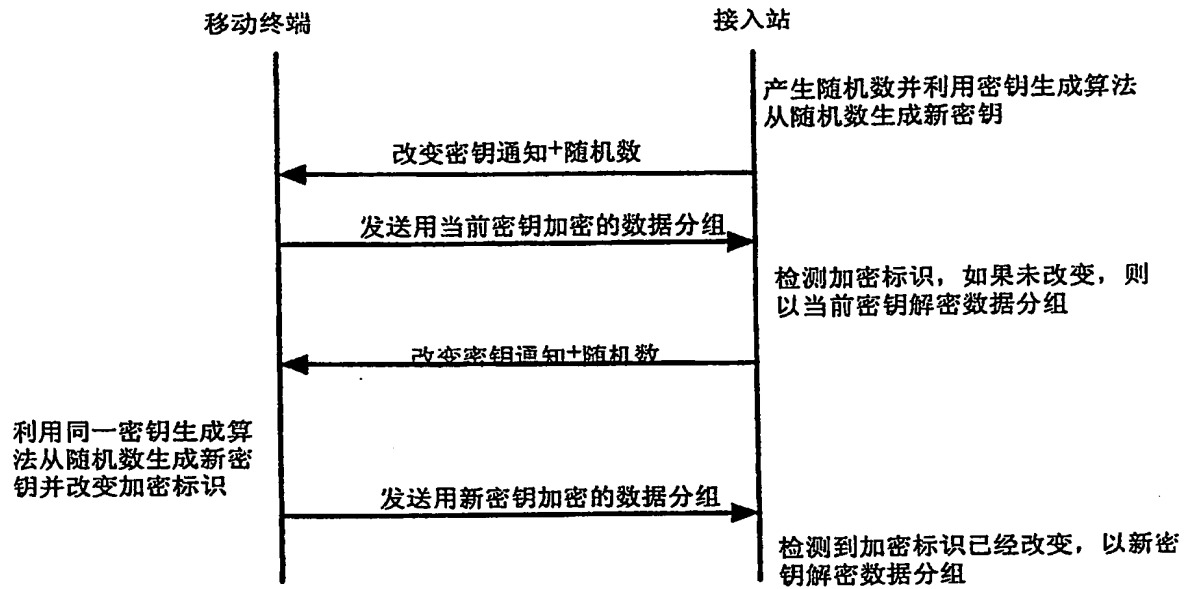 移动终端
接入站
产生随机数并利用密钥生成算法
从随机数生成新密钥
改变密钥通知+随机数
发送用当前密钥加密的数据分组
检测加密标识，如果未改变，则
以当前密钥解密数据分组
改变密钥通知+随机数
利用同一密钥生成算
法从随机数生成新密
钥并改变加密标识
发送用新密钥加密的数据分组
检测到加密标识已经改变，以新密
钥解密数据分组